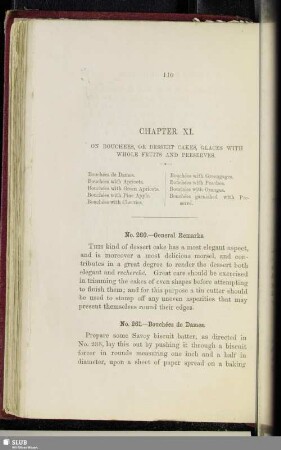 110
CHAPTER XI.
ON BOUCHEES, OR DESSERT CAKES, GLACES WITH
WHOLE FRUITS AND PRESERVES.
Bouchées de Dames.
Bouchées with Apricots.
Bouchées with Green Apricots.
Bouchées with Pine Apple.
Bouchées with Cherries.
Bouchées with Greengages.
Bouchées with Peaches.
Bouchées with Oranges.
Bouchées garnished with Pre-
served.
No. 260.—General Remarks.
THIS kind of dessert cake has a most elegant aspect,
and is moreover a most delicious morsel, and con-
tributes in a great degree to render the dessert both
elegant and recherché. Great care should be exercised
in trimming the cakes of even shapes before attempting
to finish them; and for this purpose a tin cutter should
be used to stamp off any uneven asperities that may
present themselves round their edges.
No. 261.—Bouchées de Dames.
Prepare some Savoy biscuit batter, as directed in
No. lay this out by pushing it through a biscuit
forcer in rounds measuring one inch and a half in
diameter, upon a sheet of paper spread on a baking
SLUB